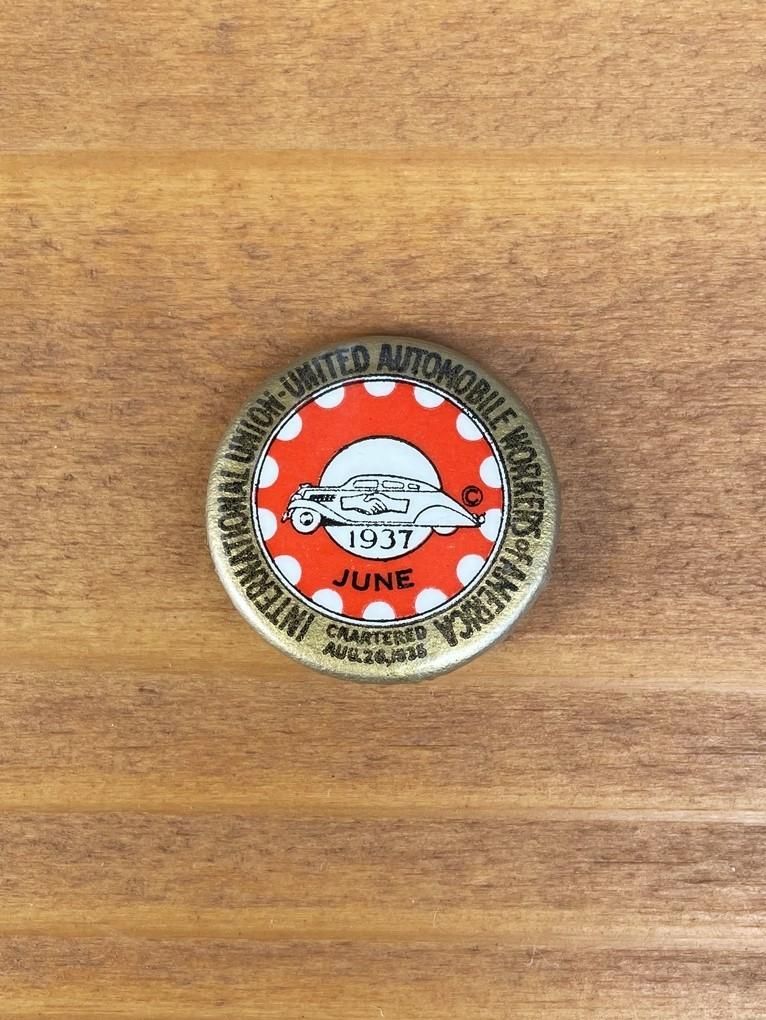 INTERNATIONAL UNION-UNITED AUTOMOBILE WORKERS of AMERICA
©
1937
JUNE
CHARTERED
AUG. 26, 1935